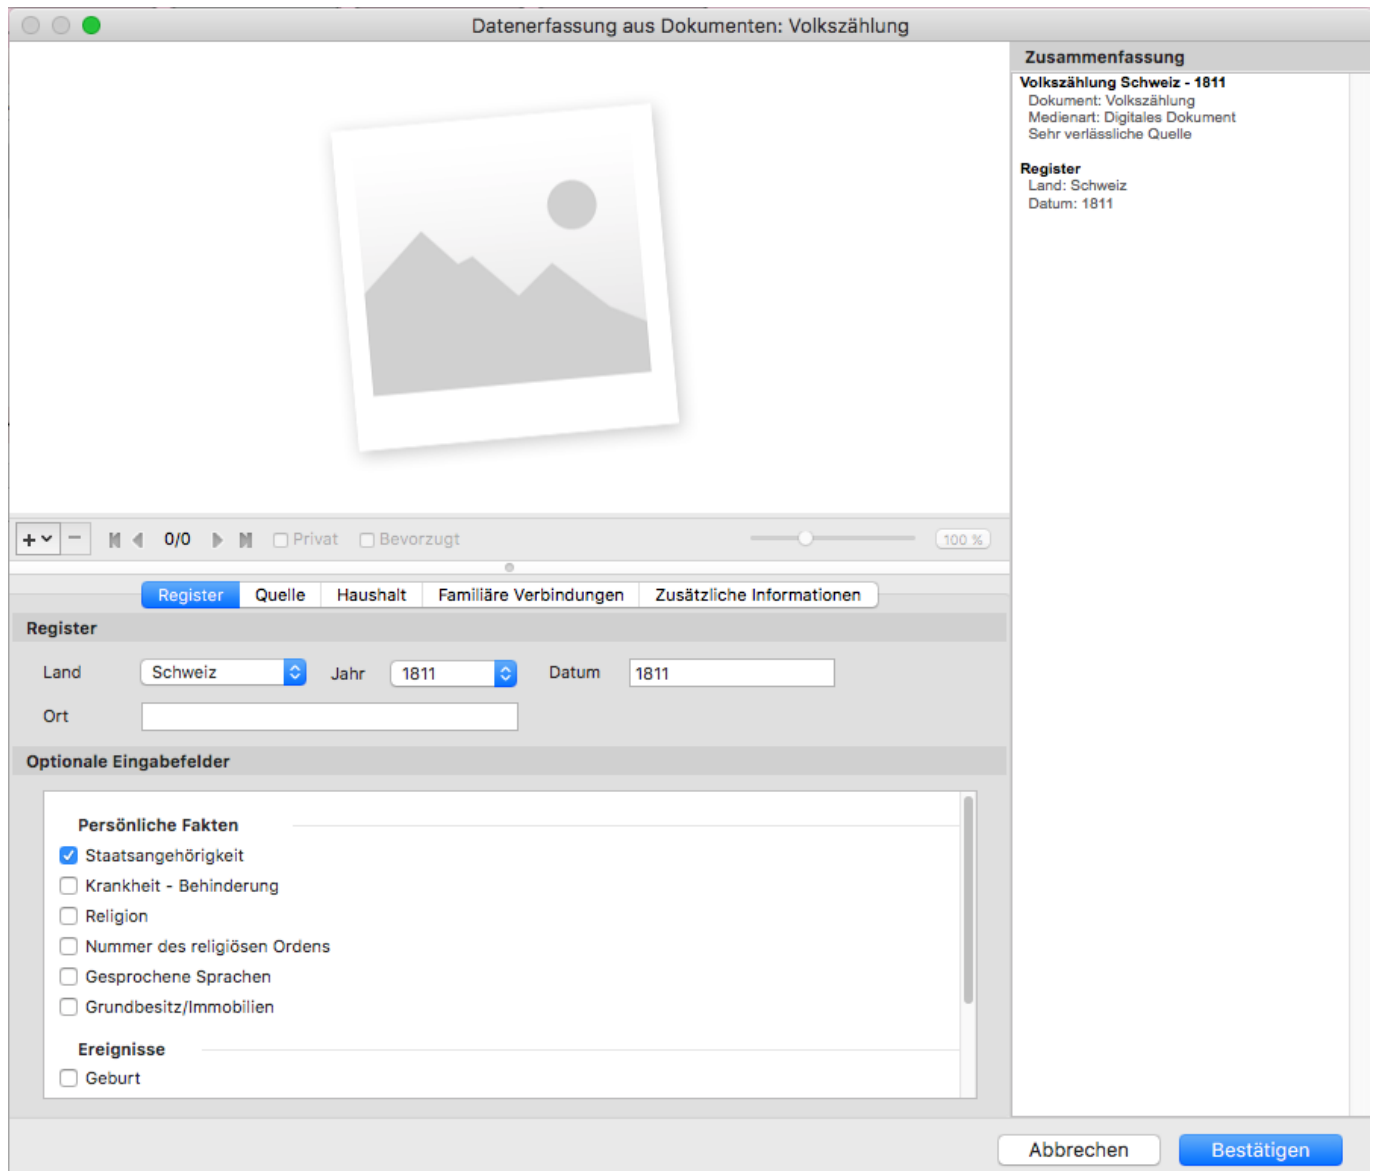 Datenerfassung aus Dokumenten: Volkszählung
Zusammenfassung
Volkszählung Schweiz - 1811
Dokument: Volkszählung
Medienart: Digitales Dokument
Sehr verlässliche Quelle
Register
Land: Schweiz
Datum: 1811
+ − 0/0 Privat Bevorzugt 100 %
Register Quelle Haushalt Familiäre Verbindungen Zusätzliche Informationen
Register
Land Schweiz Jahr 1811 Datum 1811
Ort
Optionale Eingabefelder
Persönliche Fakten
Staatsangehörigkeit
Krankheit - Behinderung
Religion
Nummer des religiösen Ordens
Gesprochene Sprachen
Grundbesitz/Immobilien
Ereignisse
Geburt
Abbrechen Bestätigen